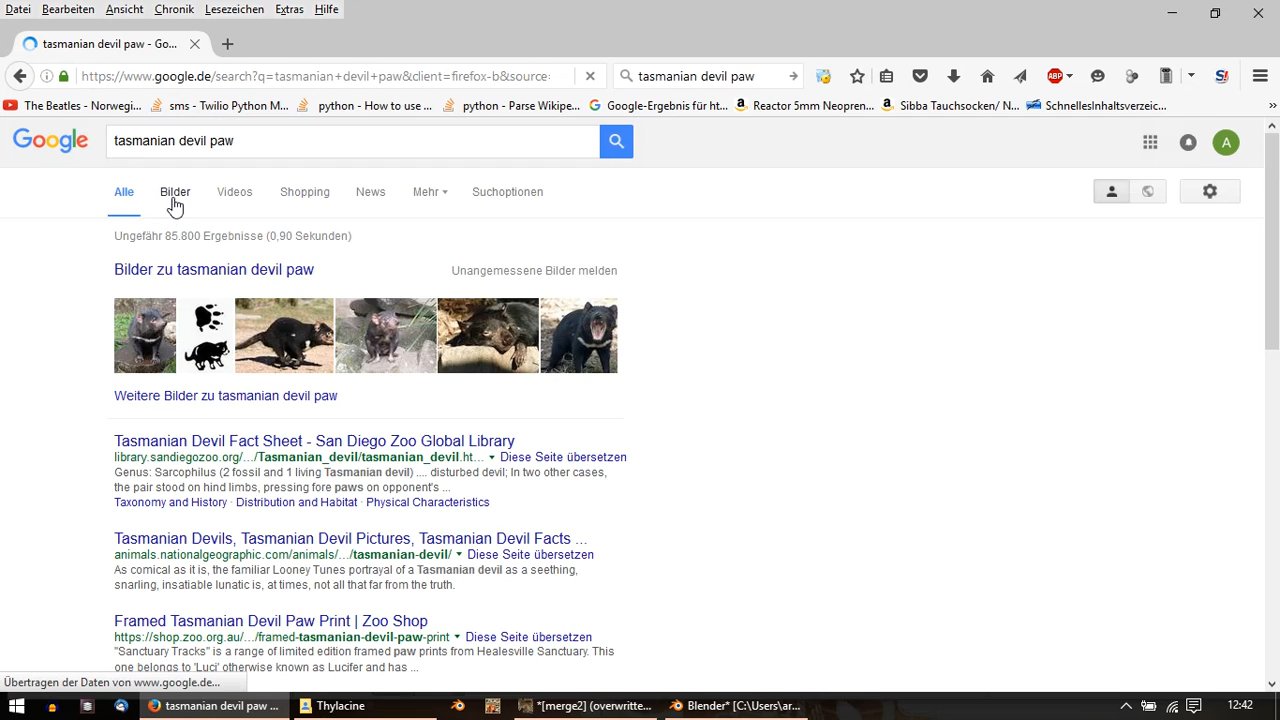 Datei Bearbeiten Ansicht Chronik Lesezeichen Extras Hilfe
tasmanian devil paw - Go...
https://www.google.de/search?q=tasmanian+devil+paw&client=firefox-b&source= tasmanian devil paw ABP
The Beatles - Norwegi... sms - Twilio Python M... python - How to use ... python - Parse Wikipe... Google-Ergebnis für ht... Reactor 5mm Neopren... Sibba Tauchsocken/ N... SchnellesInhaltsverzeic...
Google tasmanian devil paw A
Alle Bilder Videos Shopping News Mehr Suchoptionen
Ungefähr 85.800 Ergebnisse (0,90 Sekunden)
Bilder zu tasmanian devil paw Unangemessene Bilder melden
Weitere Bilder zu tasmanian devil paw
Tasmanian Devil Fact Sheet - San Diego Zoo Global Library
library.sandiegozoo.org/.../Tasmanian_devil/tasmanian_devil.ht... Diese Seite übersetzen
Genus: Sarcophilus (2 fossil and 1 living Tasmanian devil) .... disturbed devil; In two other cases,
the pair stood on hind limbs, pressing fore paws on opponent's ...
Taxonomy and History · Distribution and Habitat · Physical Characteristics
Tasmanian Devils, Tasmanian Devil Pictures, Tasmanian Devil Facts ...
animals.nationalgeographic.com/animals/.../tasmanian-devil/ Diese Seite übersetzen
As comical as it is, the familiar Looney Tunes portrayal of a Tasmanian devil as a seething,
snarling, insatiable lunatic is, at times, not all that far from the truth.
Framed Tasmanian Devil Paw Print | Zoo Shop
https://shop.zoo.org.au/.../framed-tasmanian-devil-paw-print Diese Seite übersetzen
"Sanctuary Tracks" is a range of limited edition framed paw prints from Healesville Sanctuary. This
one belongs to 'Luci' otherwise known as Lucifer and has ...
Übertragen der Daten von www.google.de...
tasmanian devil paw ... Thylacine *[merge2] (overwritte... Blender* [C:\Users\ar... 12:42